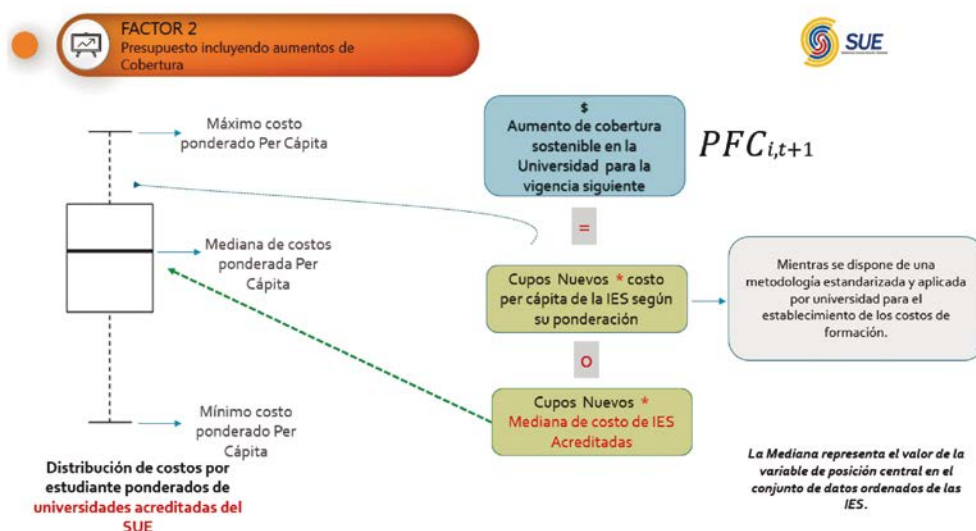 FACTOR 2
Presupuesto incluyendo aumentos de
Cobertura
SUE
Máximo costo
ponderado Per Cápita
Mediana de costos
ponderada Per
Cápita
Mínimo costo
ponderado Per
Cápita
Distribución de costos por
estudiante ponderados de
universidades acreditadas del
SUE
$
Aumento de cobertura
sostenible en la
Universidad para la
vigencia siguiente
PFC_{i,t+1}
=
Cupos Nuevos * costo
per cápita de la IES según
su ponderación
O
Cupos Nuevos *
Mediana de costo de IES
Acreditadas
Mientras se dispone de una
metodología estandarizada y aplicada
por universidad para el
establecimiento de los costos de
formación.
La Mediana representa el valor de la
variable de posición central en el
conjunto de datos ordenados de las
IES.